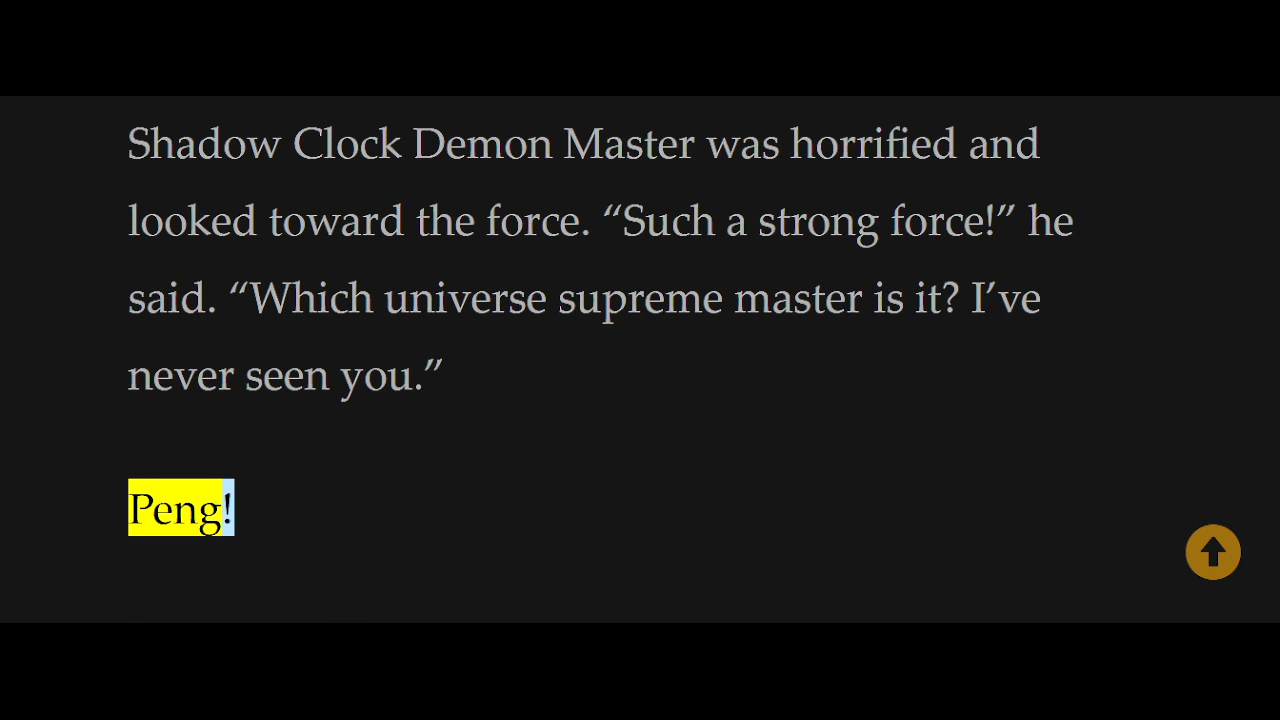 Shadow Clock Demon Master was horrified and
looked toward the force. “Such a strong force!” he
said. “Which universe supreme master is it? I’ve
never seen you.”
Peng!